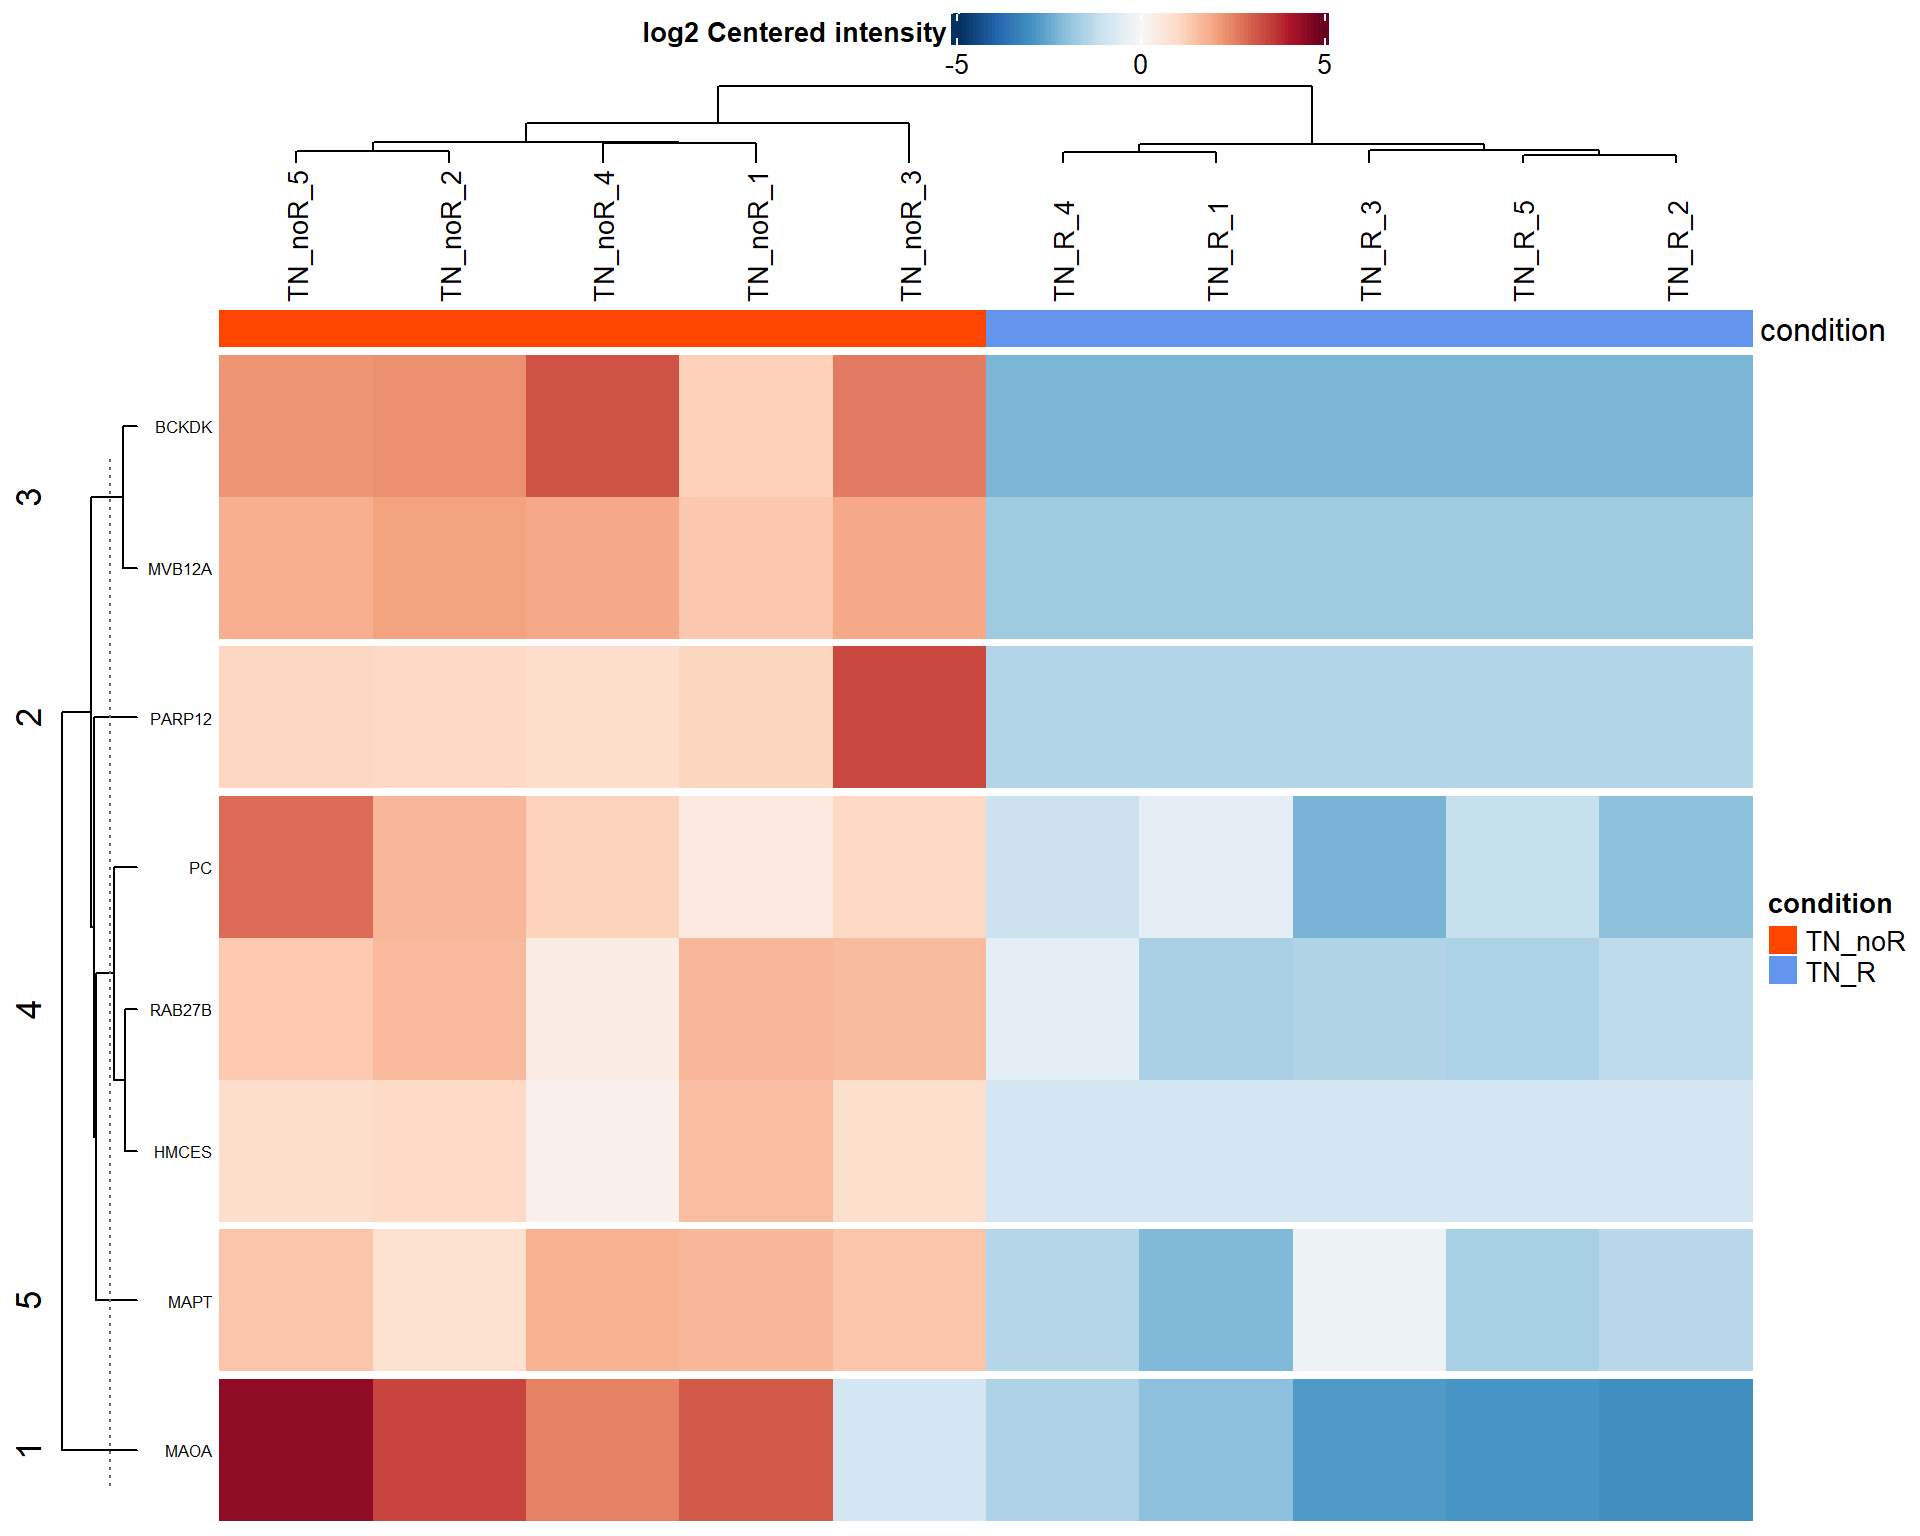 log2 Centered intensity
-5 0 5
TN_noR_5
TN_noR_2
TN_noR_4
TN_noR_1
TN_noR_3
TN_R_4
TN_R_1
TN_R_3
TN_R_5
TN_R_2
condition
3
BCKDK
MVB12A
2
PARP12
4
PC
RAB27B
HMCES
5
MAPT
1
MAOA
condition
TN_noR
TN_R